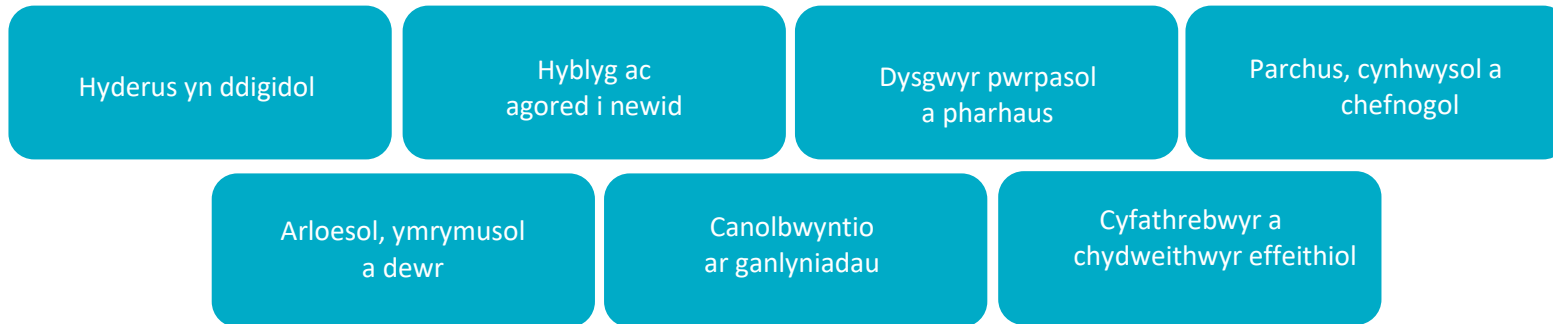 Hyderus yn ddigidol
Hyblyg ac
agored i newid
Dysgwyr pwrpasol
a pharhaus
Parchus, cynhwysol a
chefnogol
Arloesol, ymrymusol
a dewr
Canolbwyntio
ar ganlyniadau
Cyfathrebwyr a
chydweithwyr effeithiol